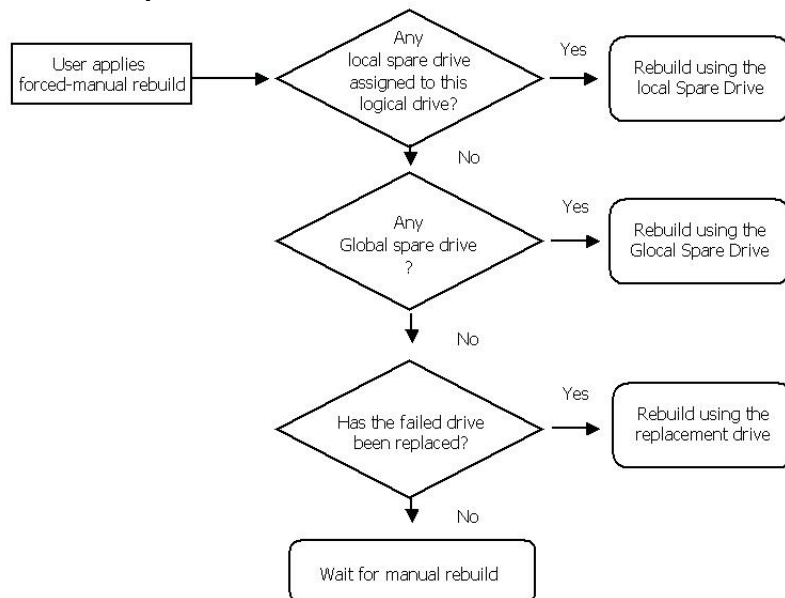 User applies
forced-manual rebuild
Any
local spare drive
assigned to this
logical drive?
Yes
Rebuild using the
local Spare Drive
No
Any
Global spare drive
?
Yes
Rebuild using the
Glocal Spare Drive
No
Has the failed drive
been replaced?
Yes
Rebuild using the
replacement drive
No
Wait for manual rebuild